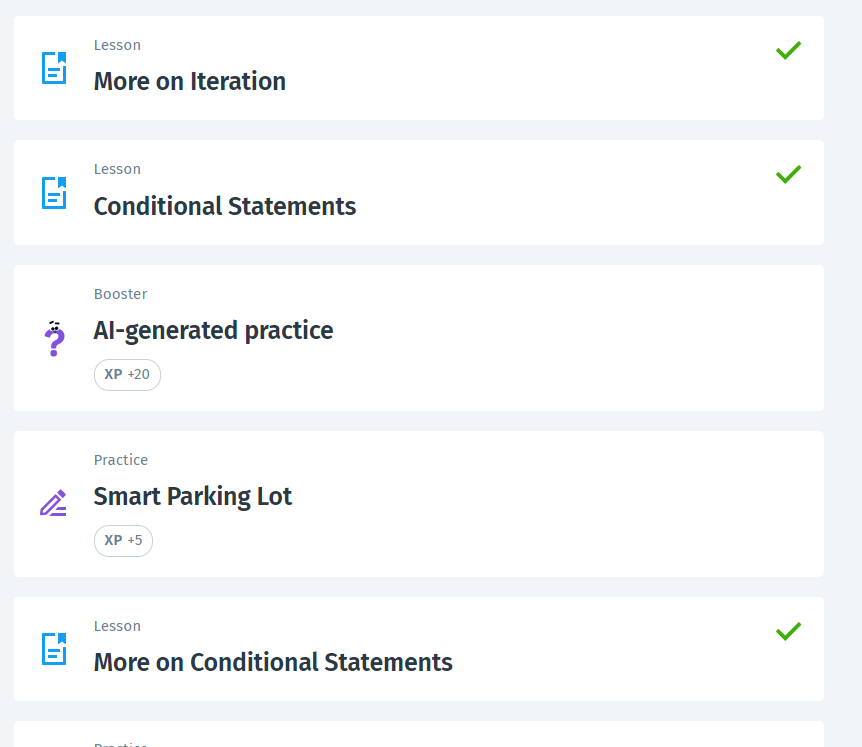 Lesson
More on Iteration
Lesson
Conditional Statements
Booster
AI-generated practice
XP +20
Practice
Smart Parking Lot
XP +5
Lesson
More on Conditional Statements
Practice